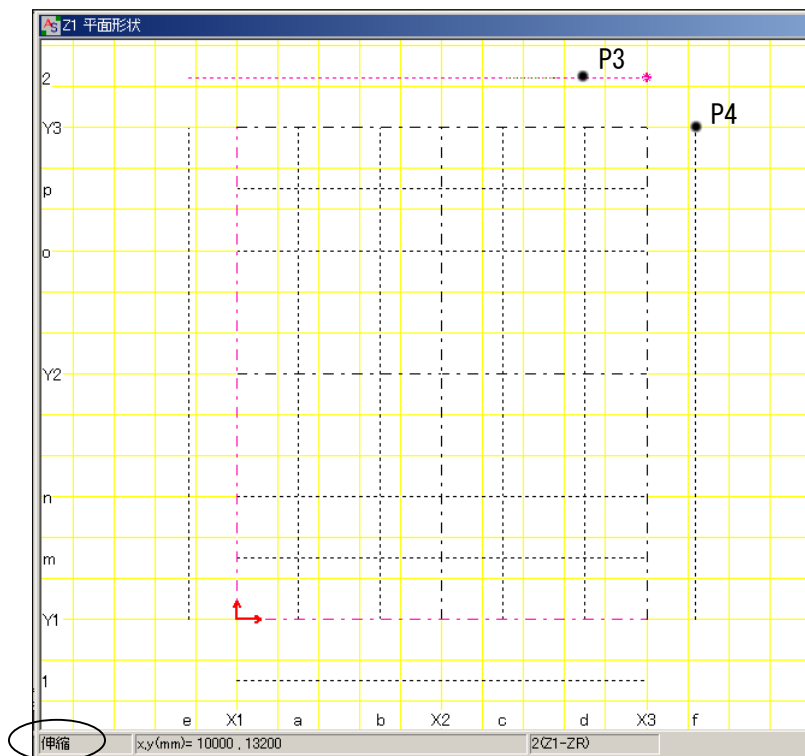 Z1 平面形状
P3
2
P4
Y3
p
o
Y2
n
m
Y1
1
e X1 a b X2 c d X3 f
伸縮 x,y(mm)= 10000 , 13200 2(Z1-ZR)